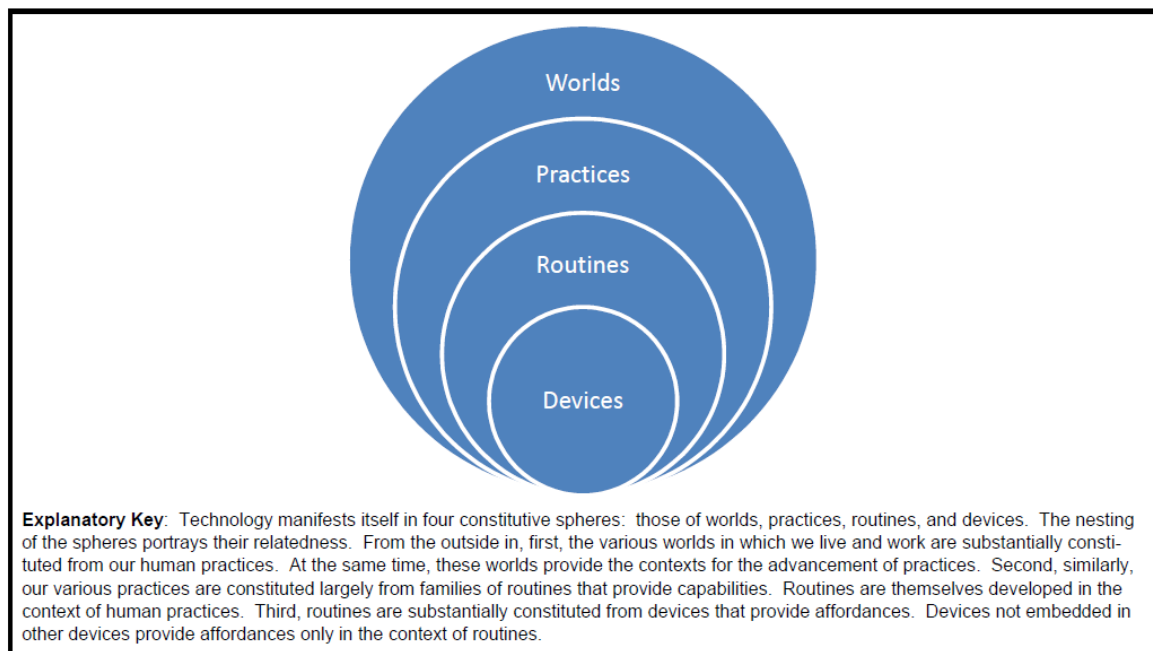 Worlds
Practices
Routines
Devices
Explanatory Key: Technology manifests itself in four constitutive spheres: those of worlds, practices, routines, and devices. The nesting
of the spheres portrays their relatedness. From the outside in, first, the various worlds in which we live and work are substantially consti-
tuted from our human practices. At the same time, these worlds provide the contexts for the advancement of practices. Second, similarly,
our various practices are constituted largely from families of routines that provide capabilities. Routines are themselves developed in the
context of human practices. Third, routines are substantially constituted from devices that provide affordances. Devices not embedded in
other devices provide affordances only in the context of routines.